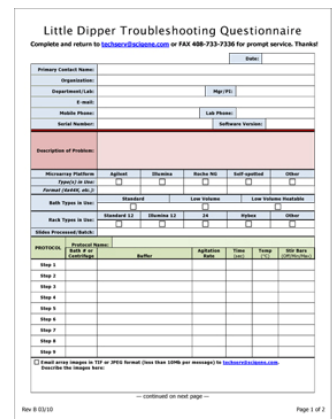 Little Dipper Troubleshooting Questionnaire
Complete and return to techserv@scigene.com or FAX 408-733-7336 for prompt service. Thanks!
Date:
Primary Contact Name:
Organization:
Department/Lab: Mgr/PI:
E-mail:
Mobile Phone: Lab Phone:
Serial Number: Software Version:
Description of Problem:
Microarray Platform Agilent Illumina Roche NG Self-spotted Other
Type(s) in Use:
Format (4x44K, etc.):
Bath Types in Use: Standard Low Volume Low Volume Heatable
Rack Types in Use: Standard 12 Illumina 12 24 Hybex Other
Slides Processed/Batch:
PROTOCOL Protocol Name:
Bath # or Centrifuge Buffer Agitation Rate Time (sec) Temp (°C) Stir Bars (Off/Min/Max)
Step 1
Step 2
Step 3
Step 4
Step 5
Step 6
Step 7
Step 8
Step 9
Email array images in TIF or JPEG format (less than 10Mb per message) to techserv@scigene.com.
Describe the images here:
— continued on next page —
Rev B 03/10 Page 1 of 2